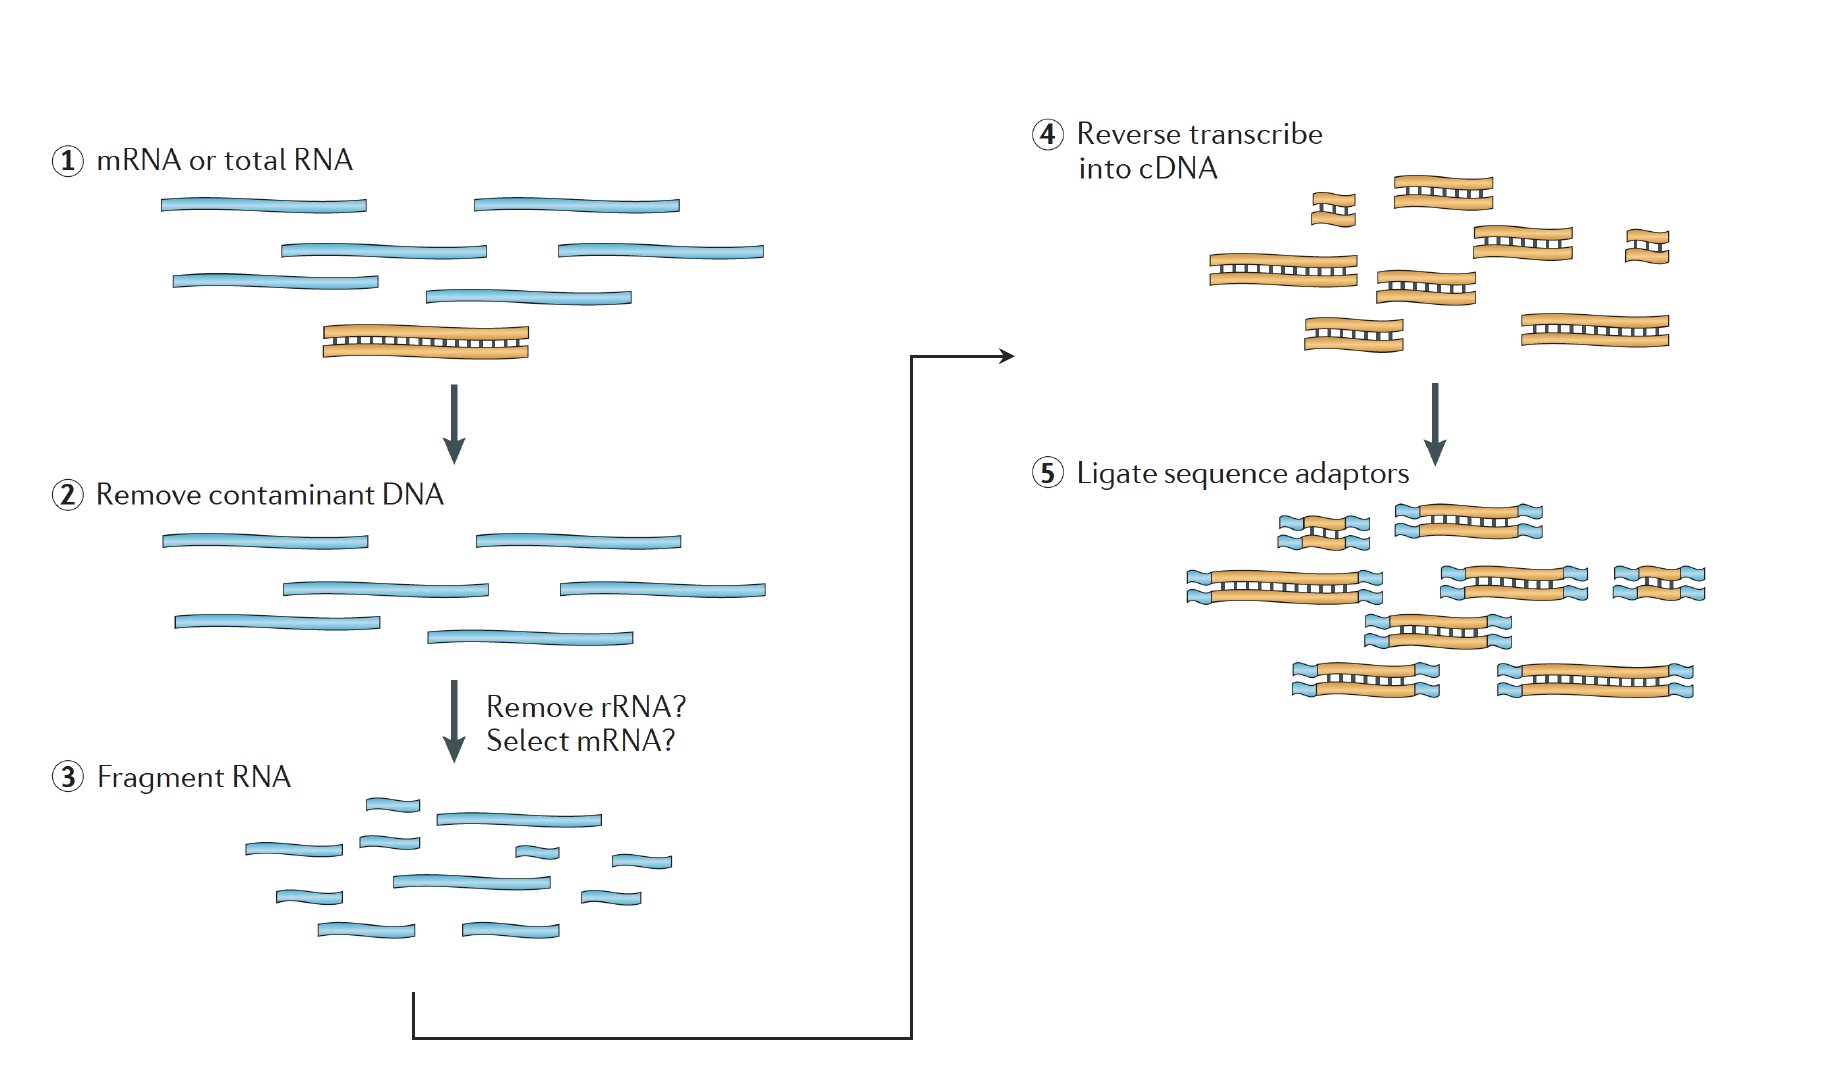 1 mRNA or total RNA
2 Remove contaminant DNA
Remove rRNA?
Select mRNA?
3 Fragment RNA
4 Reverse transcribe
into cDNA
5 Ligate sequence adaptors